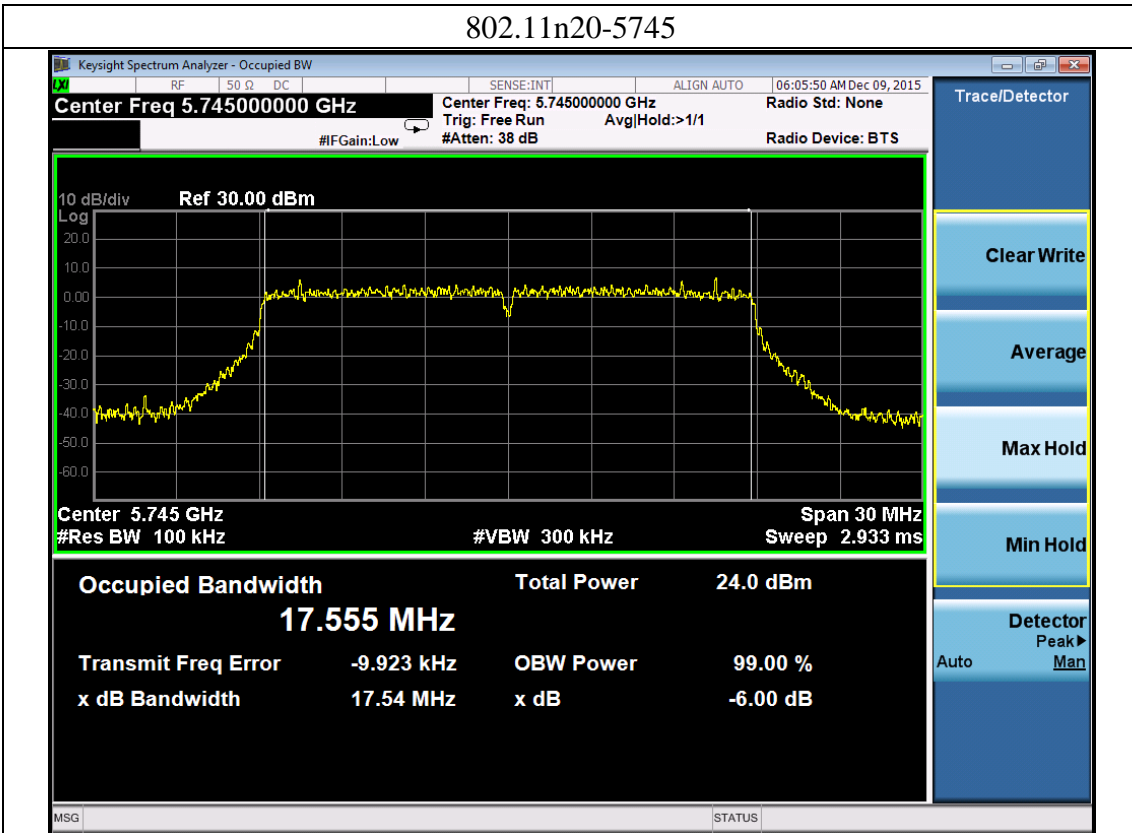 802.11n20-5745
Keysight Spectrum Analyzer - Occupied BW
LXI RF 50 Ω DC SENSE:INT ALIGN AUTO 06:05:50 AM Dec 09, 2015
Center Freq 5.745000000 GHz Center Freq: 5.745000000 GHz Radio Std: None
Trig: Free Run Avg|Hold:>1/1
#IFGain:Low #Atten: 38 dB Radio Device: BTS
Trace/Detector
10 dB/div Ref 30.00 dBm
Log
20.0
10.0
0.00
-10.0
-20.0
-30.0
-40.0
-50.0
-60.0
Center 5.745 GHz Span 30 MHz
#Res BW 100 kHz #VBW 300 kHz Sweep 2.933 ms
Clear Write
Average
Max Hold
Min Hold
Detector
Peak▶
Auto Man
Occupied Bandwidth Total Power 24.0 dBm
17.555 MHz
Transmit Freq Error -9.923 kHz OBW Power 99.00 %
x dB Bandwidth 17.54 MHz x dB -6.00 dB
MSG STATUS